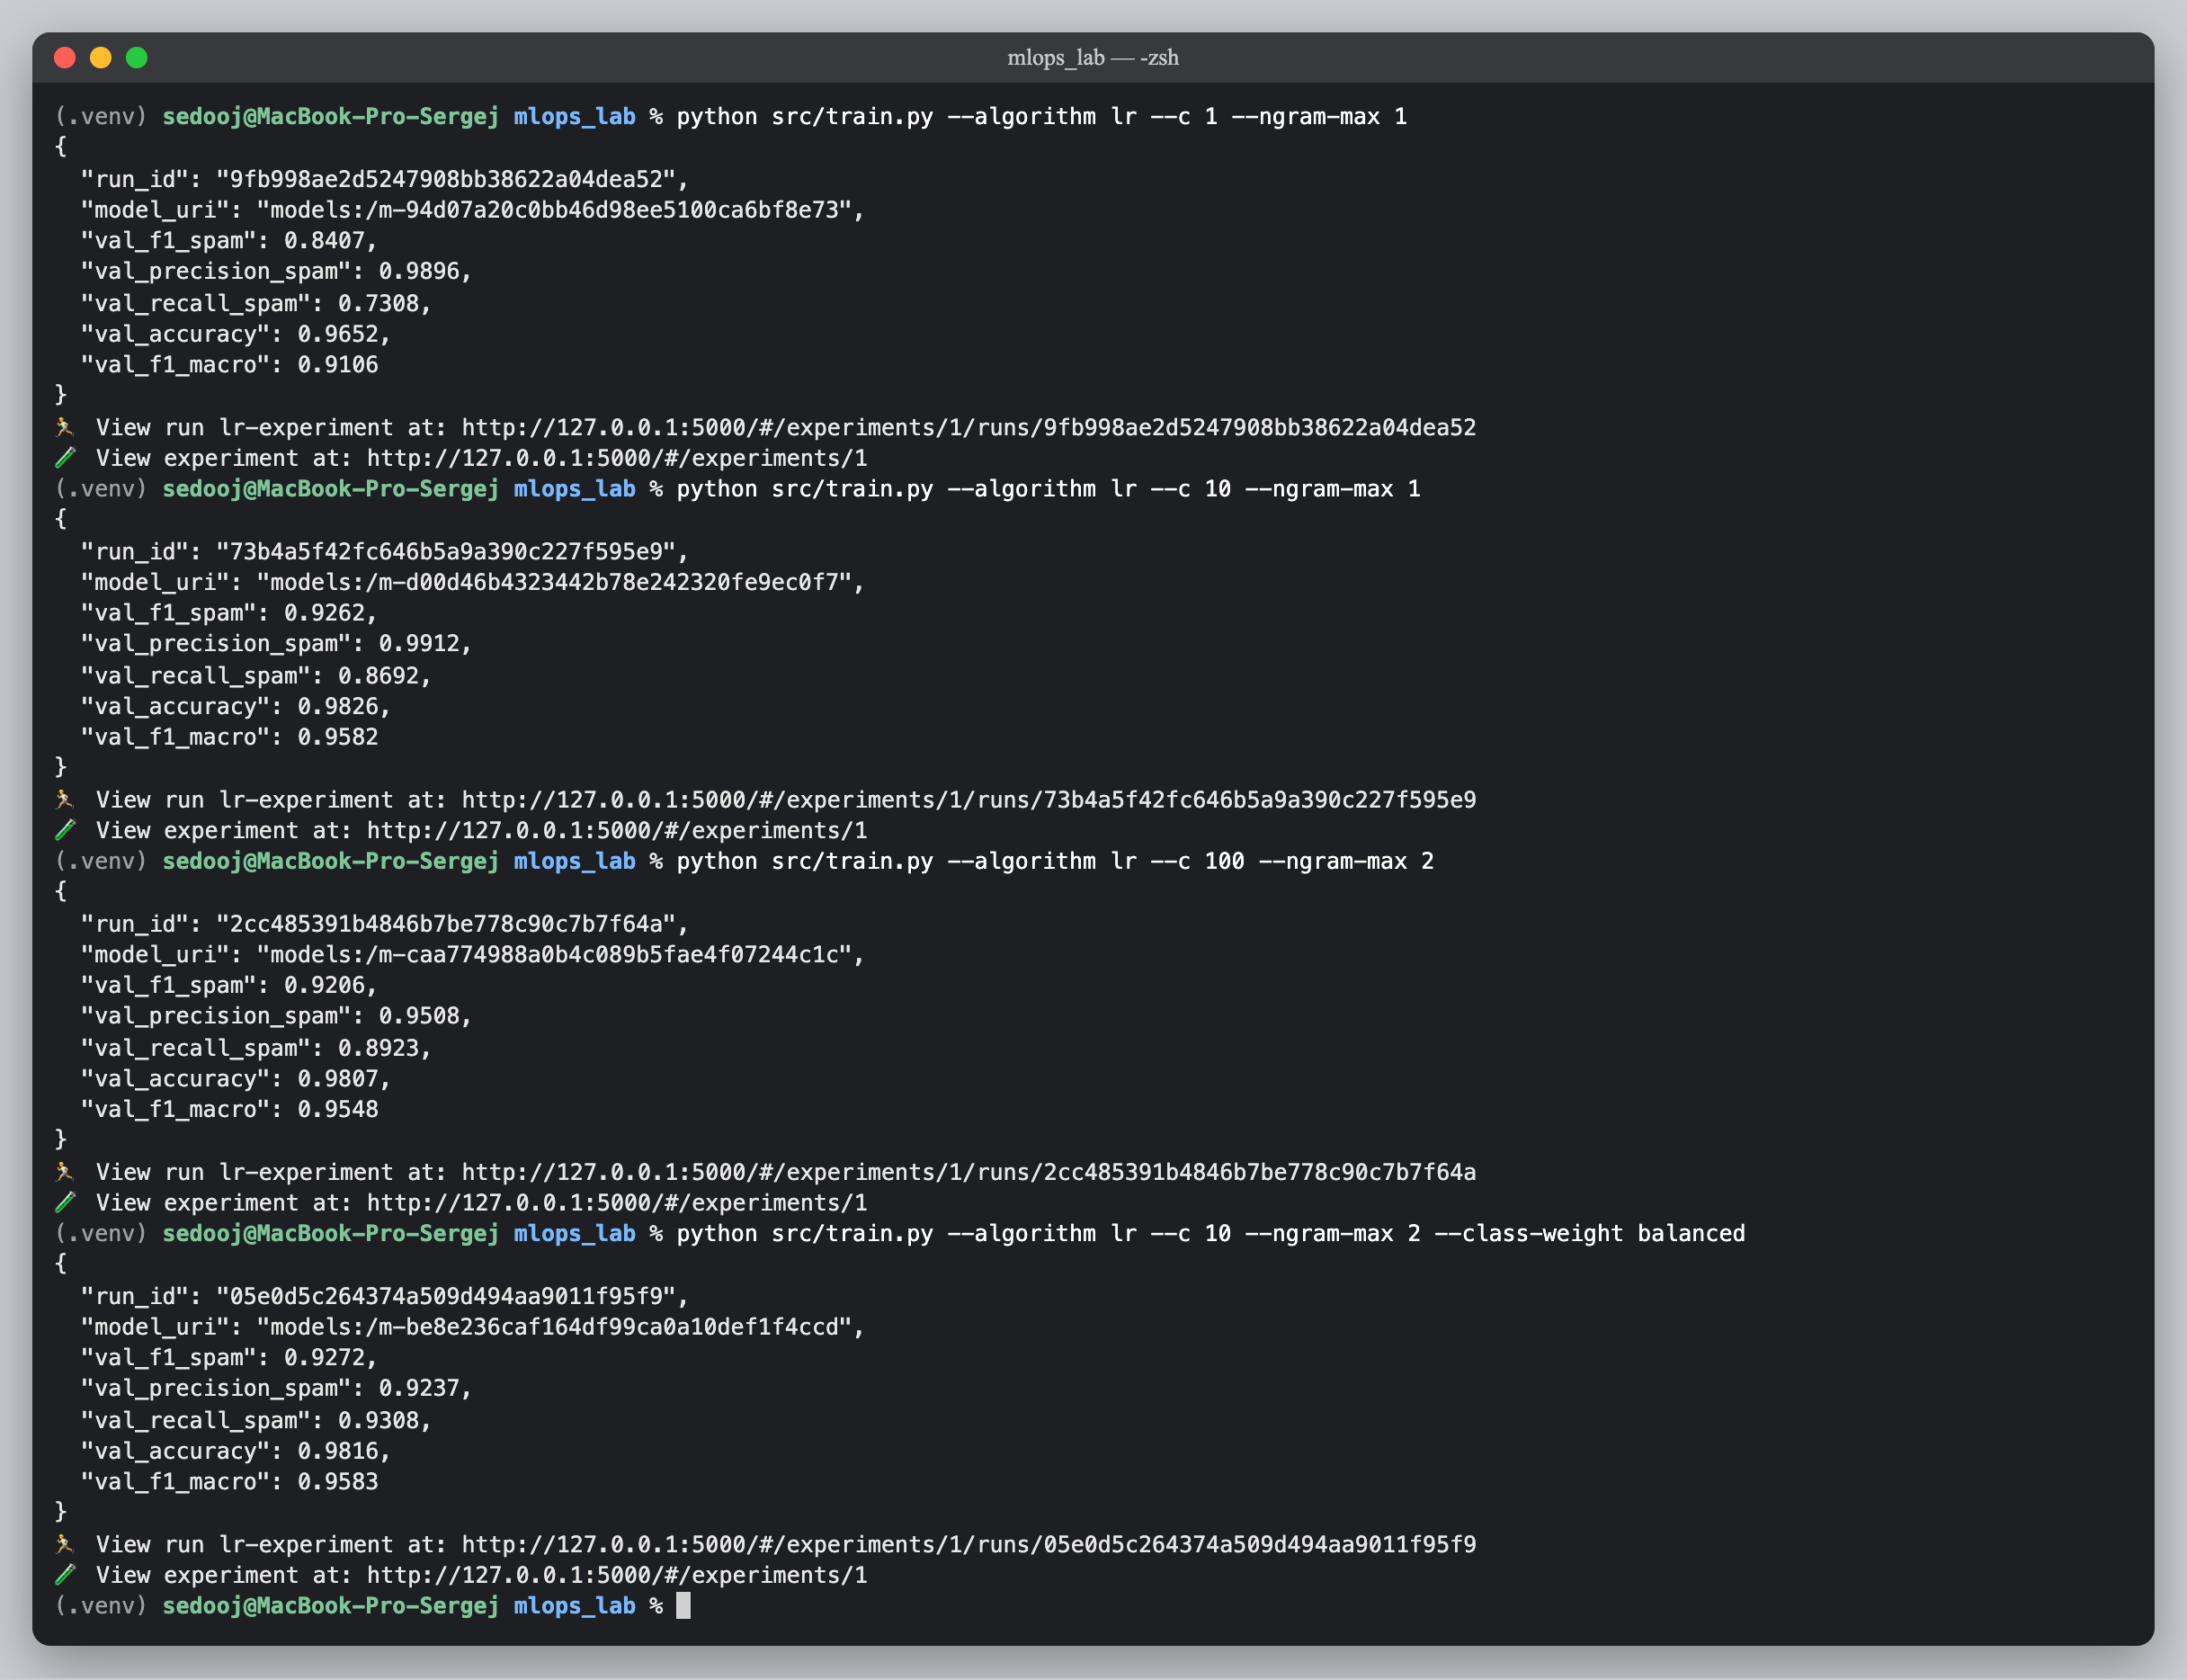 mlops_lab — -zsh
(.venv) sedooj@MacBook-Pro-Sergej mlops_lab % python src/train.py --algorithm lr --c 1 --ngram-max 1
{
  "run_id": "9fb998ae2d5247908bb38622a04dea52",
  "model_uri": "models:/m-94d07a20c0bb46d98ee5100ca6bf8e73",
  "val_f1_spam": 0.8407,
  "val_precision_spam": 0.9896,
  "val_recall_spam": 0.7308,
  "val_accuracy": 0.9652,
  "val_f1_macro": 0.9106
}
🏃 View run lr-experiment at: http://127.0.0.1:5000/#/experiments/1/runs/9fb998ae2d5247908bb38622a04dea52
🧪 View experiment at: http://127.0.0.1:5000/#/experiments/1
(.venv) sedooj@MacBook-Pro-Sergej mlops_lab % python src/train.py --algorithm lr --c 10 --ngram-max 1
{
  "run_id": "73b4a5f42fc646b5a9a390c227f595e9",
  "model_uri": "models:/m-d00d46b4323442b78e242320fe9ec0f7",
  "val_f1_spam": 0.9262,
  "val_precision_spam": 0.9912,
  "val_recall_spam": 0.8692,
  "val_accuracy": 0.9826,
  "val_f1_macro": 0.9582
}
🏃 View run lr-experiment at: http://127.0.0.1:5000/#/experiments/1/runs/73b4a5f42fc646b5a9a390c227f595e9
🧪 View experiment at: http://127.0.0.1:5000/#/experiments/1
(.venv) sedooj@MacBook-Pro-Sergej mlops_lab % python src/train.py --algorithm lr --c 100 --ngram-max 2
{
  "run_id": "2cc485391b4846b7be778c90c7b7f64a",
  "model_uri": "models:/m-caa774988a0b4c089b5fae4f07244c1c",
  "val_f1_spam": 0.9206,
  "val_precision_spam": 0.9508,
  "val_recall_spam": 0.8923,
  "val_accuracy": 0.9807,
  "val_f1_macro": 0.9548
}
🏃 View run lr-experiment at: http://127.0.0.1:5000/#/experiments/1/runs/2cc485391b4846b7be778c90c7b7f64a
🧪 View experiment at: http://127.0.0.1:5000/#/experiments/1
(.venv) sedooj@MacBook-Pro-Sergej mlops_lab % python src/train.py --algorithm lr --c 10 --ngram-max 2 --class-weight balanced
{
  "run_id": "05e0d5c264374a509d494aa9011f95f9",
  "model_uri": "models:/m-be8e236caf164df99ca0a10def1f4ccd",
  "val_f1_spam": 0.9272,
  "val_precision_spam": 0.9237,
  "val_recall_spam": 0.9308,
  "val_accuracy": 0.9816,
  "val_f1_macro": 0.9583
}
🏃 View run lr-experiment at: http://127.0.0.1:5000/#/experiments/1/runs/05e0d5c264374a509d494aa9011f95f9
🧪 View experiment at: http://127.0.0.1:5000/#/experiments/1
(.venv) sedooj@MacBook-Pro-Sergej mlops_lab %